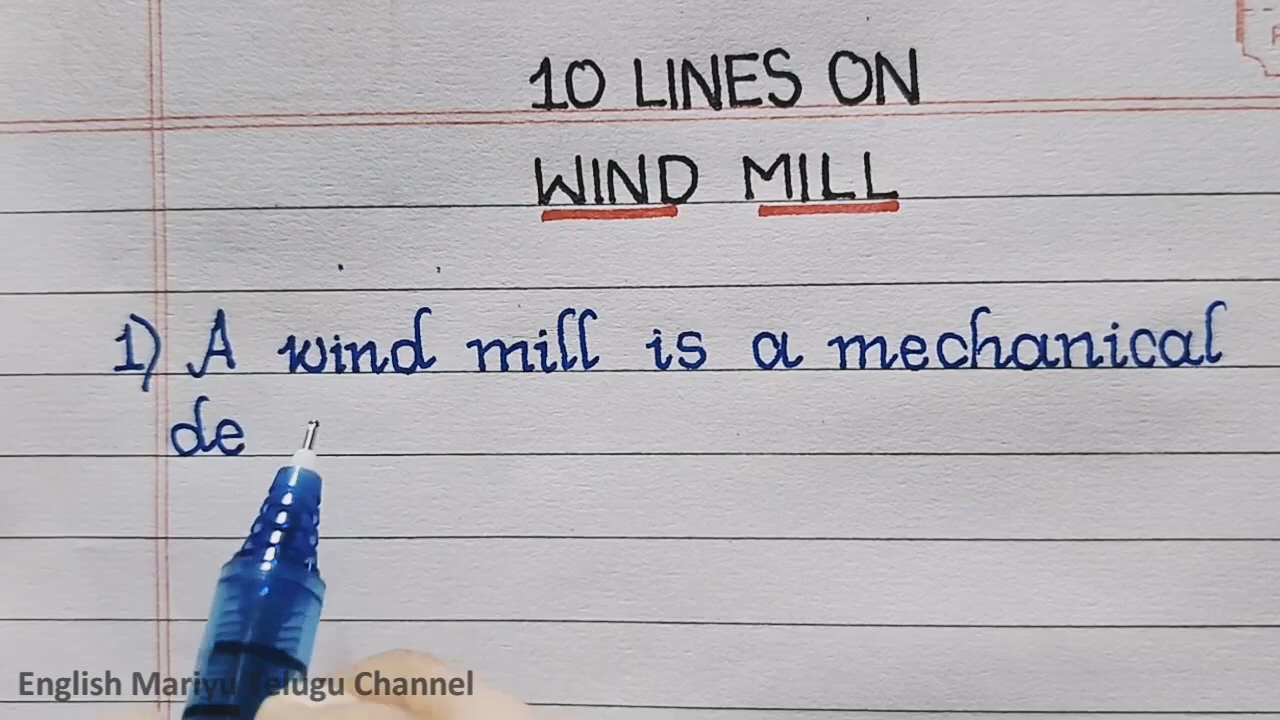 10 LINES ON
WIND MILL
1) A wind mill is a mechanical
de
English Mariyu Telugu Channel